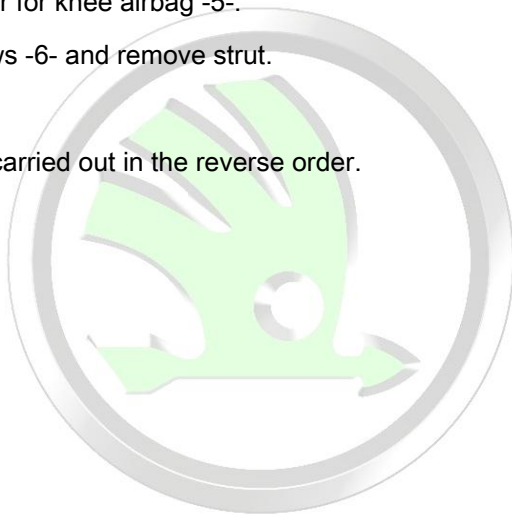 for knee airbag -5-.
-6- and remove strut.
carried out in the reverse order.